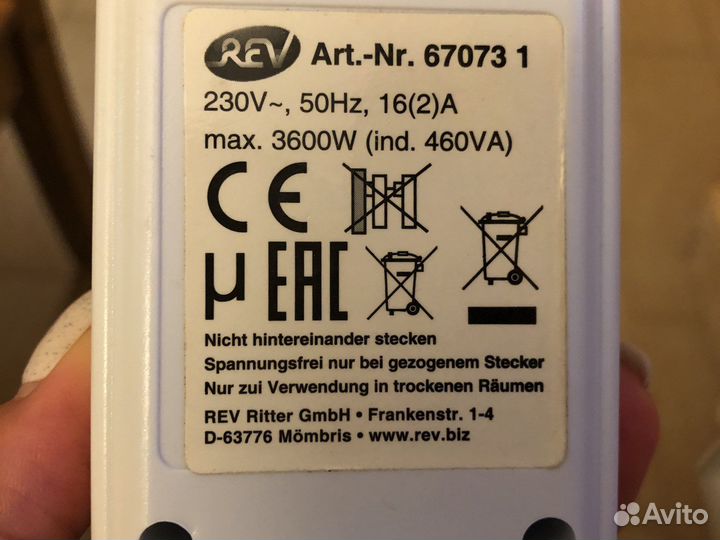 REV Art.-Nr. 67073 1
230V~, 50Hz, 16(2)A
max. 3600W (ind. 460VA)
CE
µ EAC
Nicht hintereinander stecken
Spannungsfrei nur bei gezogenem Stecker
Nur zui Verwendung in trockenen Räumen
REV Ritter GmbH • Frankenstr. 1-4
D-63776 Mömbris • www.rev.biz
Avito